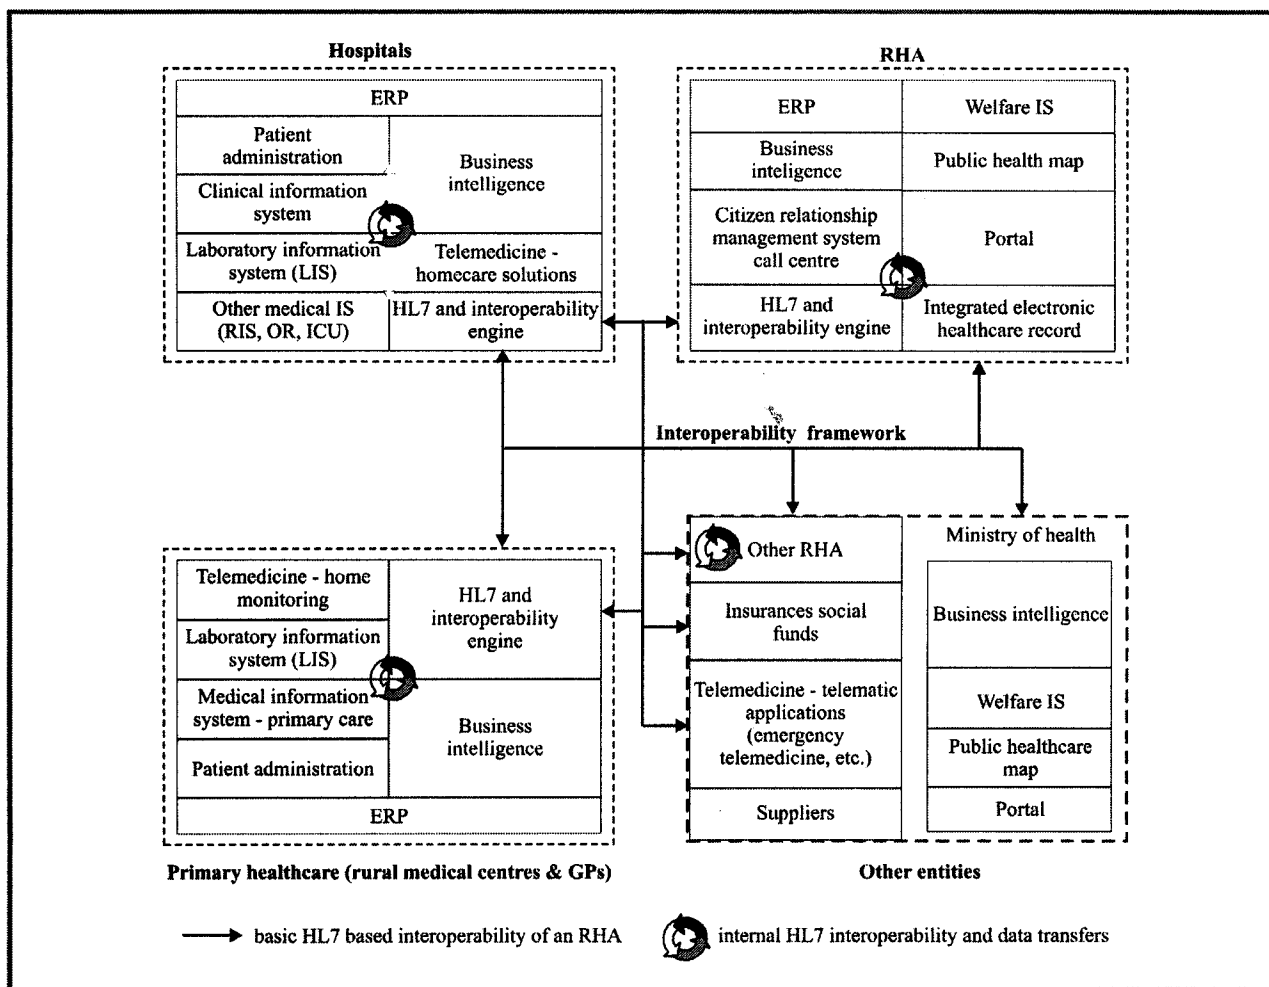 Hospitals
ERP
Patient
administration
Business
intelligence
Clinical information
system
Laboratory information
system (LIS)
Telemedicine -
homecare solutions
Other medical IS
(RIS, OR, ICU)
HL7 and interoperability
engine
RHA
ERP
Welfare IS
Business
inteligence
Public health map
Citizen relationship
management system
call centre
Portal
HL7 and
interoperability engine
Integrated electronic
healthcare record
Interoperability framework
Telemedicine - home
monitoring
HL7 and
interoperability
engine
Laboratory information
system (LIS)
Medical information
system - primary care
Business
intelligence
Patient administration
ERP
Primary healthcare (rural medical centres & GPs)
Other RHA
Insurances social
funds
Telemedicine - telematic
applications
(emergency
telemedicine, etc.)
Suppliers
Ministry of health
Business intelligence
Welfare IS
Public healthcare
map
Portal
Other entities
basic HL7 based interoperability of an RHA
internal HL7 interoperability and data transfers